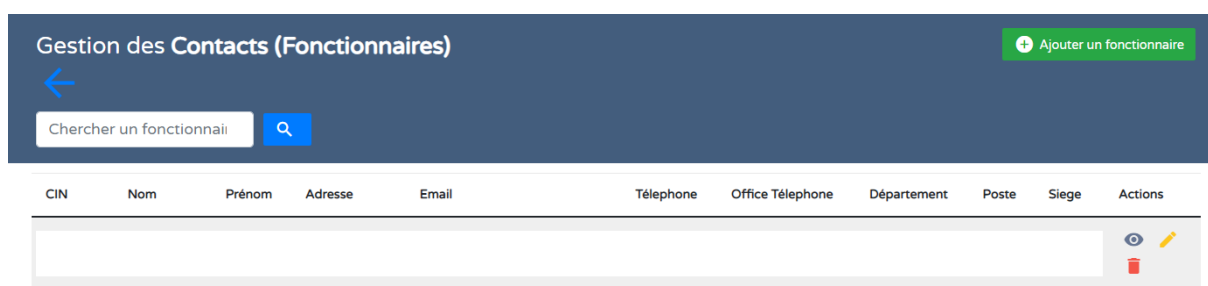 Gestion des Contacts (Fonctionnaires)
Ajouter un fonctionnaire
Chercher un fonctionnai
CIN Nom Prénom Adresse Email Télephone Office Télephone Département Poste Siege Actions